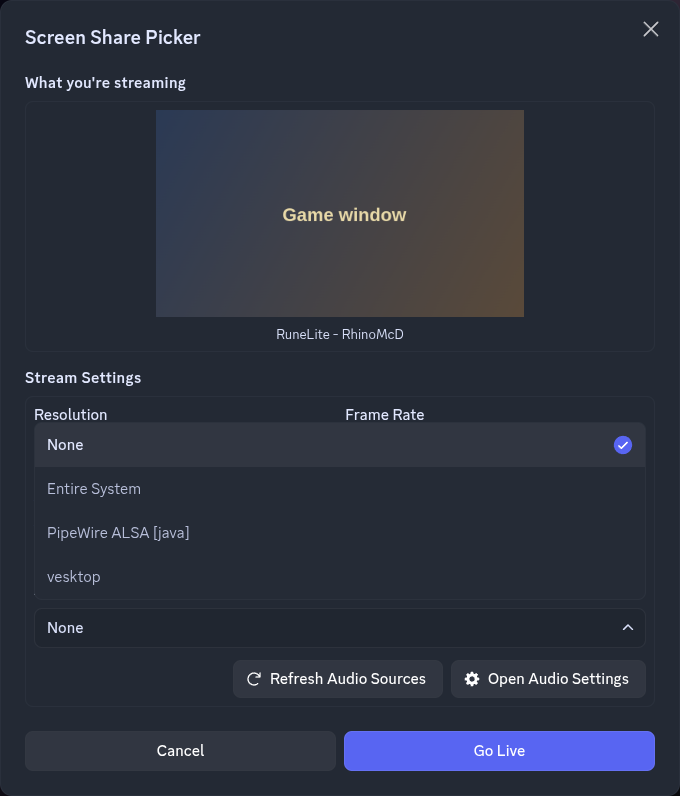 Screen Share Picker
What you're streaming
Game window
RuneLite - RhinoMcD
Stream Settings
Resolution
Frame Rate
None
Entire System
PipeWire ALSA [java]
vesktop
None
Refresh Audio Sources
Open Audio Settings
Cancel
Go Live